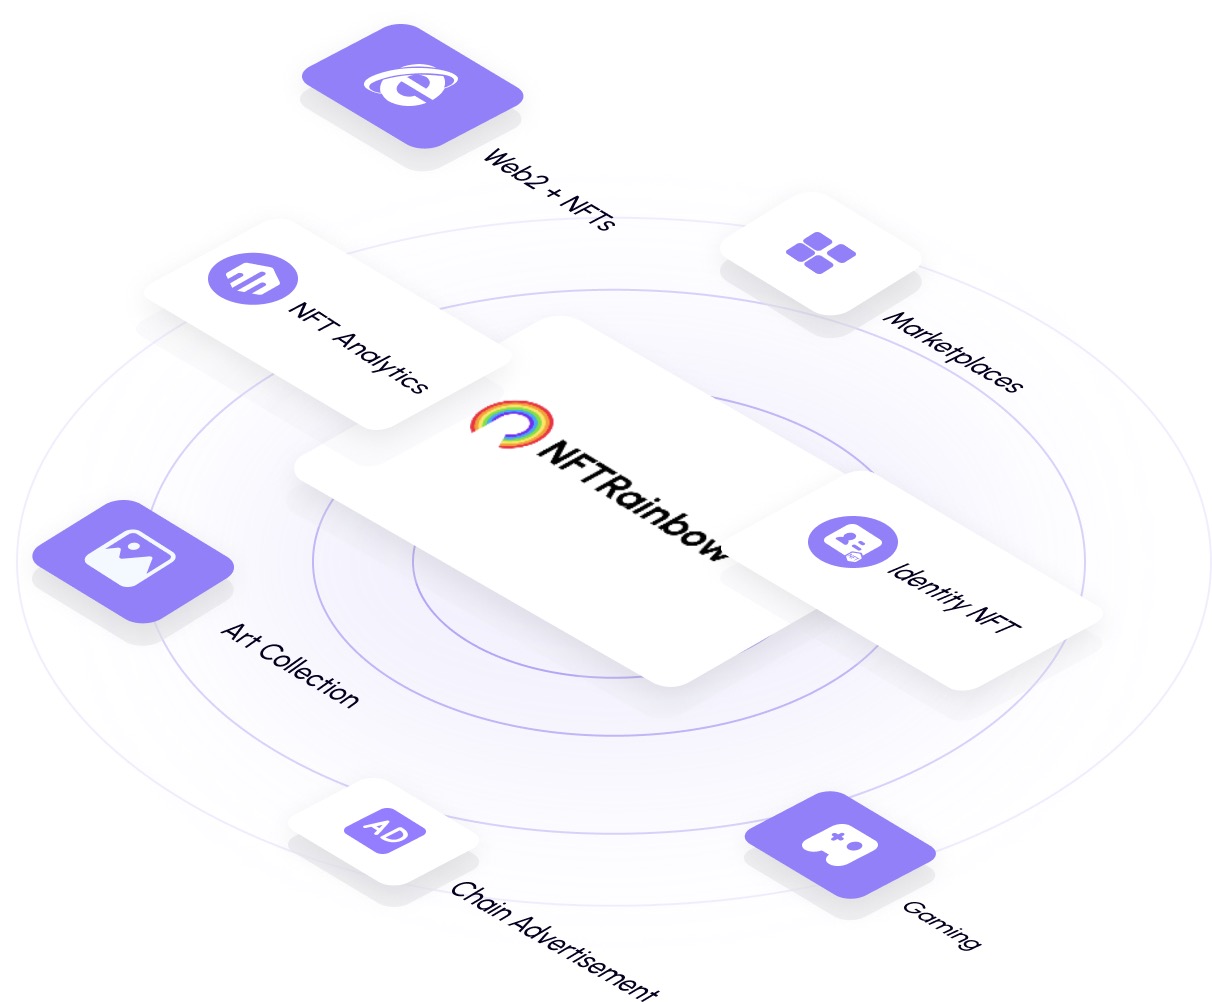 Web2 + NFTs
Marketplaces
NFT Analytics
NFTRainbow
Identity NFT
Art Collection
AD
Chain Advertisement
Gaming